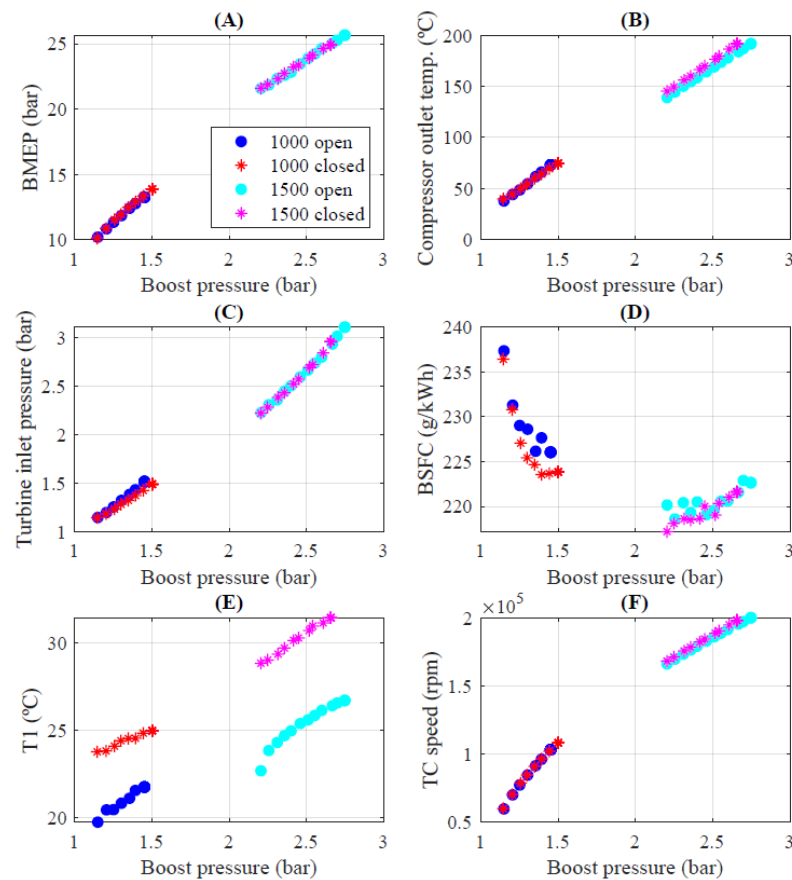 (A)
BMEP (bar)
25
20
15
10
1
1.5
2
2.5
3
Boost pressure (bar)
1000 open
1000 closed
1500 open
1500 closed
(B)
Compressor outlet temp. (ºC)
200
150
100
50
0
1
1.5
2
2.5
3
Boost pressure (bar)
(C)
Turbine inlet pressure (bar)
3
2.5
2
1.5
1
1
1.5
2
2.5
3
Boost pressure (bar)
(D)
BSFC (g/kWh)
240
235
230
225
220
1
1.5
2
2.5
3
Boost pressure (bar)
(E)
T1 (ºC)
30
25
20
1
1.5
2
2.5
3
Boost pressure (bar)
(F)
×10⁵
TC speed (rpm)
2
1.5
1
0.5
1
1.5
2
2.5
3
Boost pressure (bar)